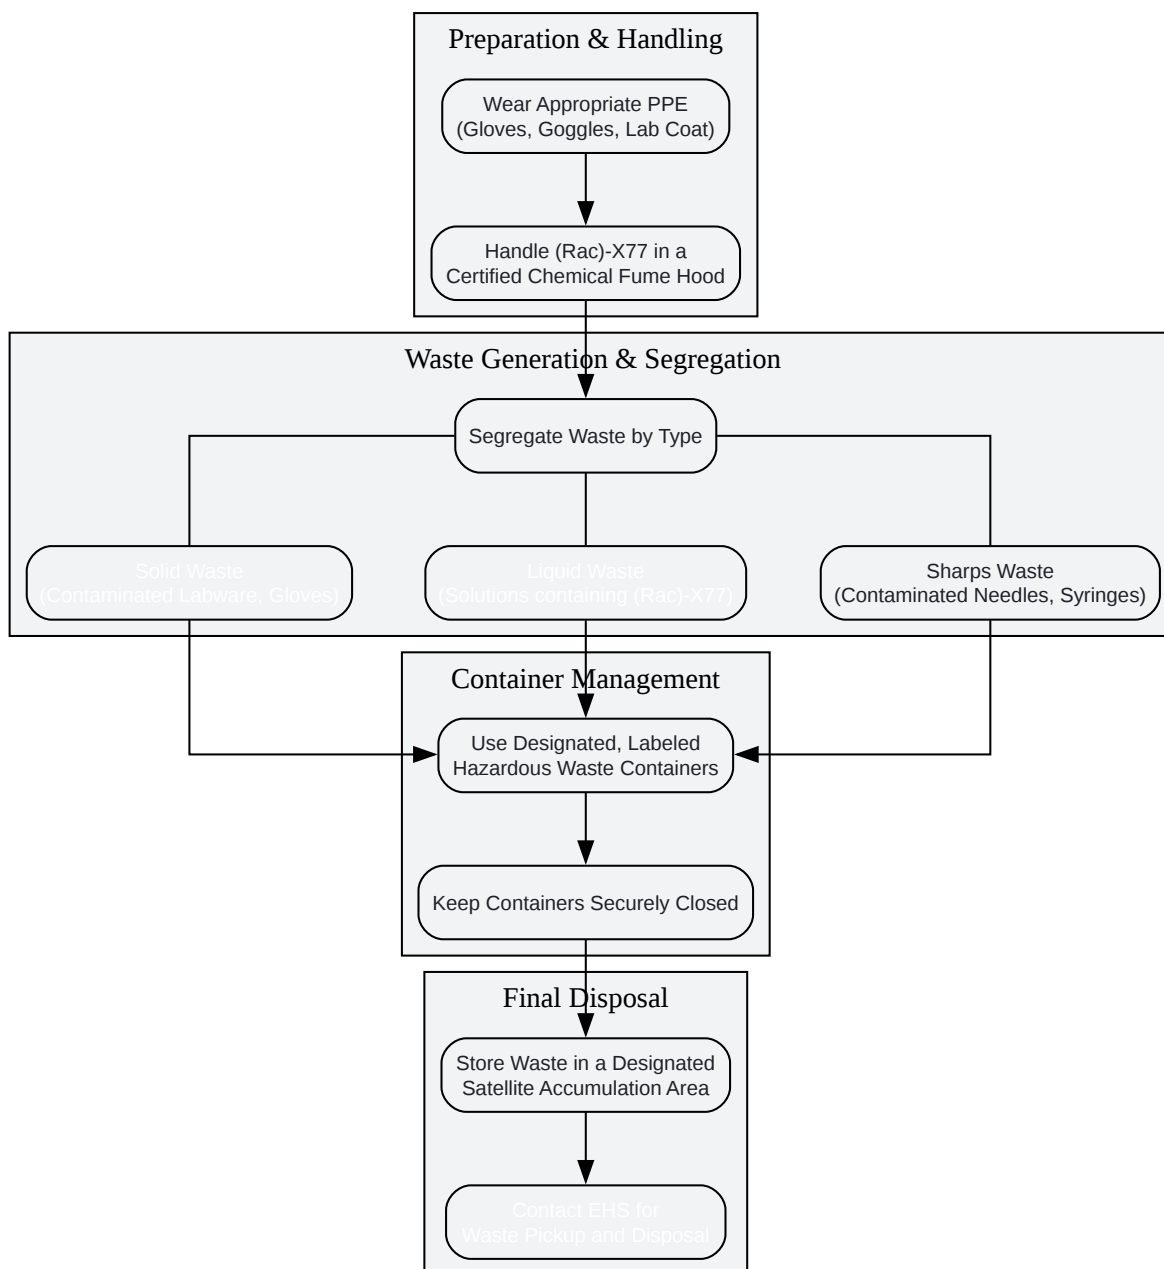 Preparation & Handling
Wear Appropriate PPE
(Gloves, Goggles, Lab Coat)
Handle (Rac)-X77 in a
Certified Chemical Fume Hood
Waste Generation & Segregation
Segregate Waste by Type
Solid Waste
(Contaminated Labware, Gloves)
Liquid Waste
(Solutions containing (Rac)-X77)
Sharps Waste
(Contaminated Needles, Syringes)
Container Management
Use Designated, Labeled
Hazardous Waste Containers
Keep Containers Securely Closed
Final Disposal
Store Waste in a Designated
Satellite Accumulation Area
Contact EHS for
Waste Pickup and Disposal